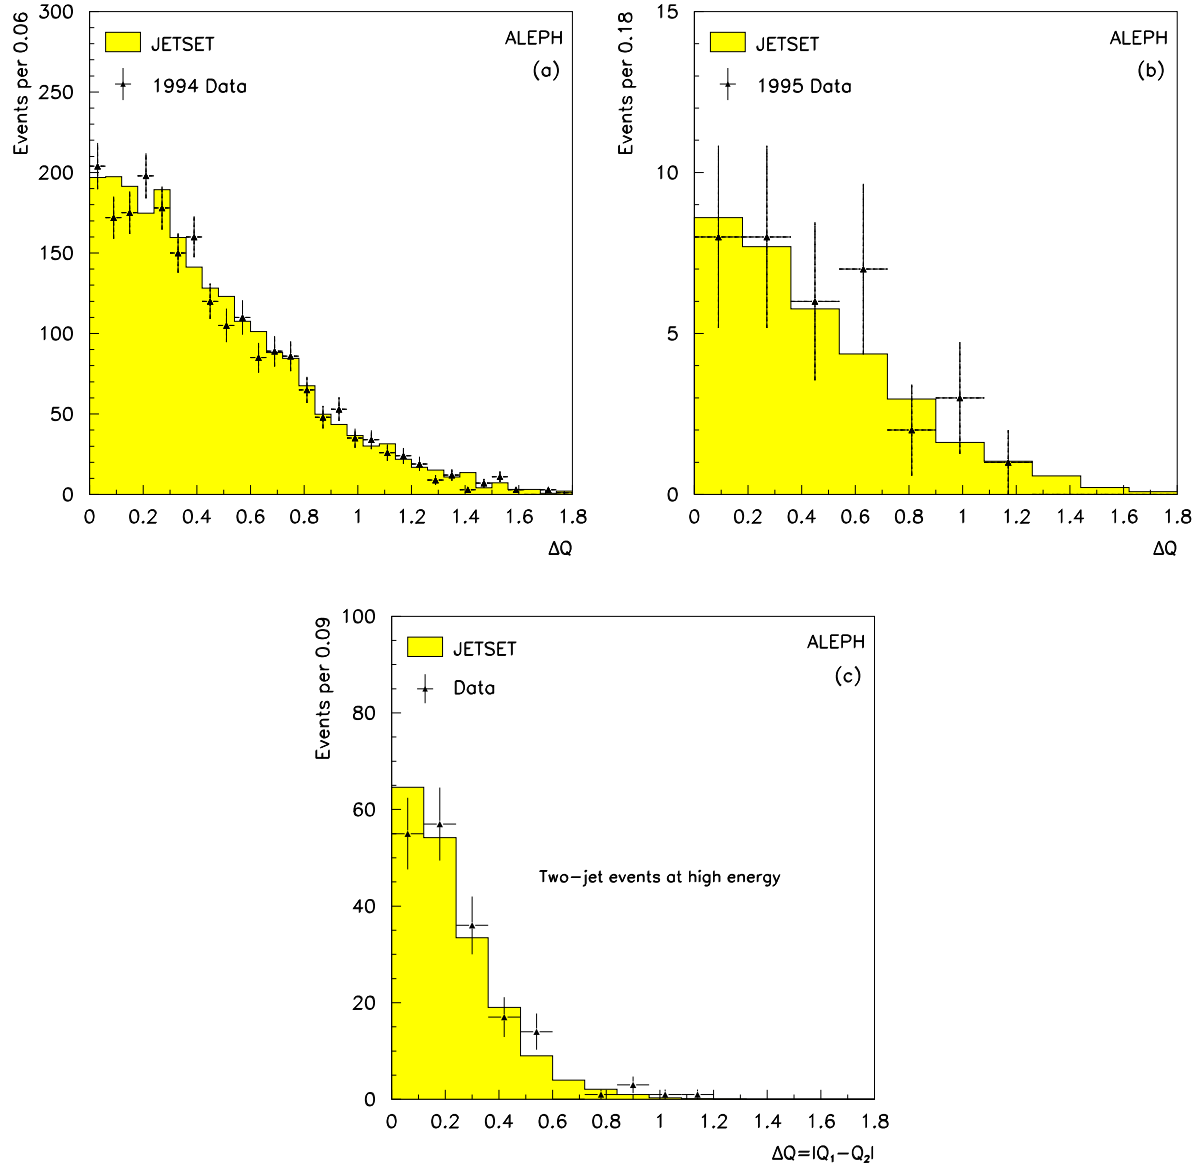 Events per 0.06
300
250
200
150
100
50
0
JETSET
1994 Data
ALEPH
(a)
0 0.2 0.4 0.6 0.8 1 1.2 1.4 1.6 1.8
ΔQ
Events per 0.18
15
10
5
0
JETSET
1995 Data
ALEPH
(b)
0 0.2 0.4 0.6 0.8 1 1.2 1.4 1.6 1.8
ΔQ
Events per 0.09
100
80
60
40
20
0
JETSET
Data
ALEPH
(c)
Two-jet events at high energy
0 0.2 0.4 0.6 0.8 1 1.2 1.4 1.6 1.8
ΔQ=|Q₁-Q₂|